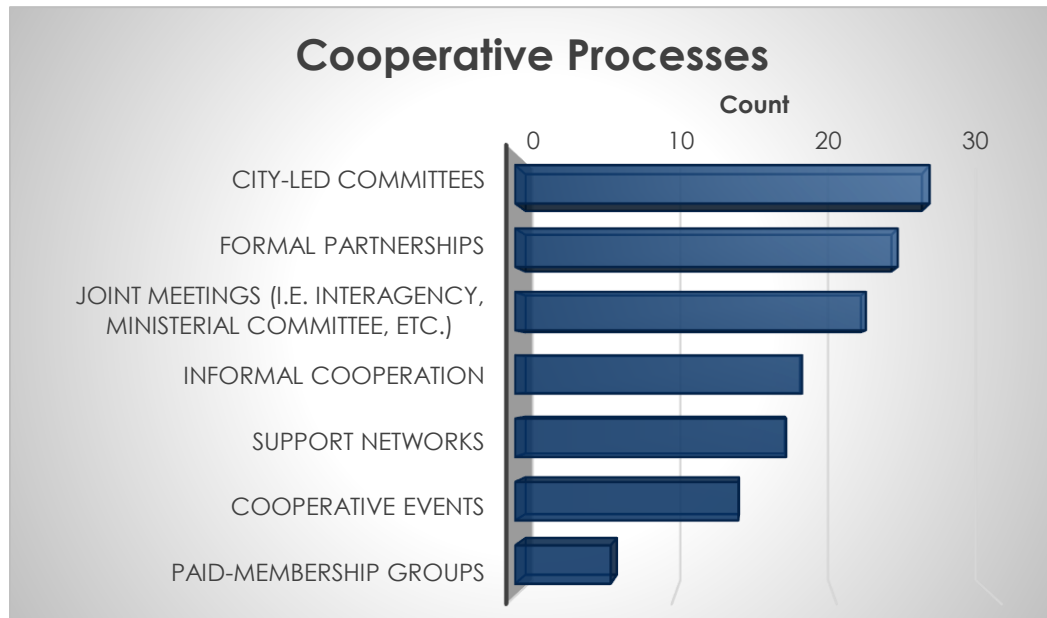 Cooperative Processes
Count
0 10 20 30
CITY-LED COMMITTEES
FORMAL PARTNERSHIPS
JOINT MEETINGS (I.E. INTERAGENCY,
MINISTERIAL COMMITTEE, ETC.)
INFORMAL COOPERATION
SUPPORT NETWORKS
COOPERATIVE EVENTS
PAID-MEMBERSHIP GROUPS